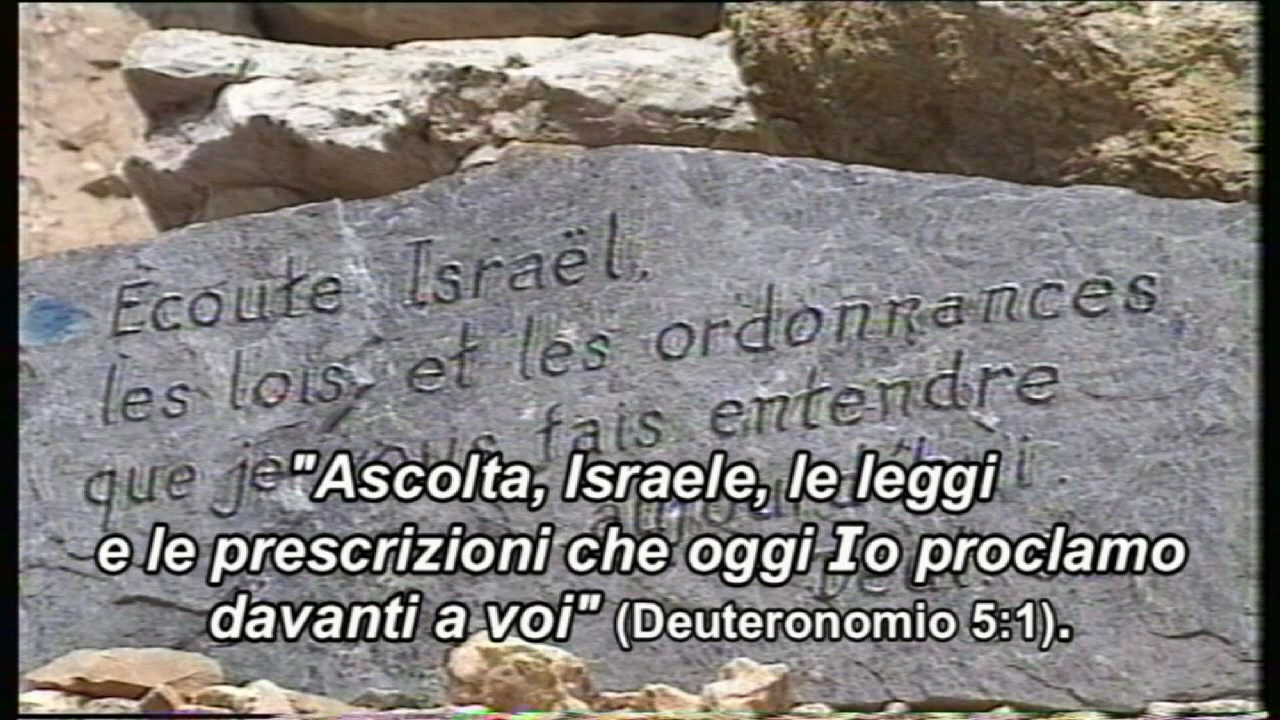 Écoute Israël,
les lois, et les ordonnances
que je vous fais entendre
"Ascolta, Israele, le leggi
e le prescrizioni che oggi Io proclamo
davanti a voi" (Deuteronomio 5:1).